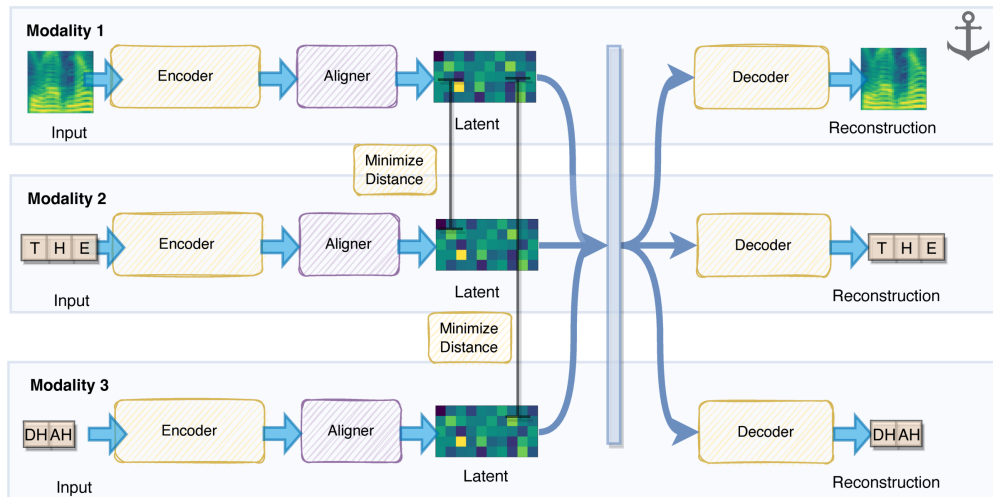 Modality 1
Encoder
Aligner
Decoder
Input
Latent
Reconstruction
Minimize
Distance
Modality 2
T H E
Encoder
Aligner
Decoder
T H E
Input
Latent
Reconstruction
Minimize
Distance
Modality 3
DH AH
Encoder
Aligner
Decoder
DH AH
Input
Latent
Reconstruction